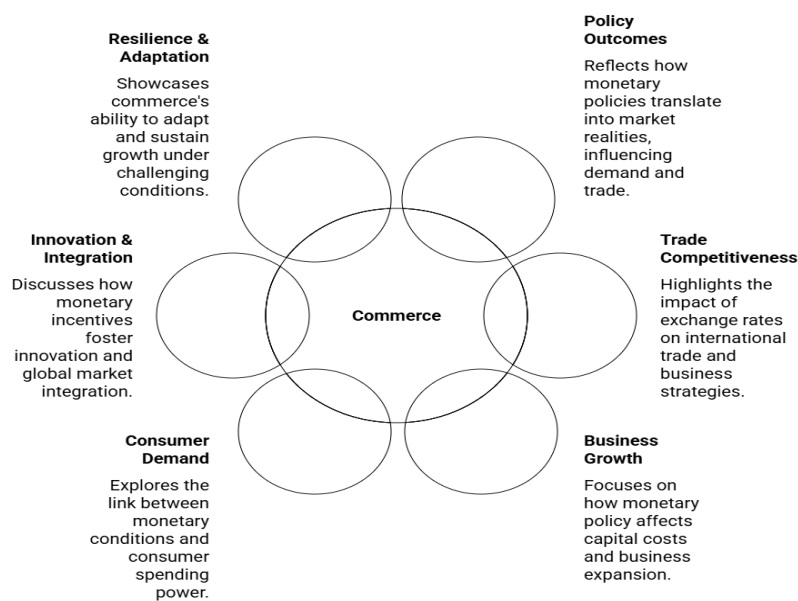 Resilience &
Adaptation
Showcases
commerce's
ability to adapt
and sustain
growth under
challenging
conditions.
Policy
Outcomes
Reflects how
monetary
policies translate
into market
realities,
influencing
demand and
trade.
Innovation &
Integration
Discusses how
monetary
incentives
foster
innovation and
global market
integration.
Commerce
Trade
Competitiveness
Highlights the
impact of
exchange rates
on international
trade and
business
strategies.
Consumer
Demand
Explores the
link between
monetary
conditions and
consumer
spending
power.
Business
Growth
Focuses on
how monetary
policy affects
capital costs
and business
expansion.